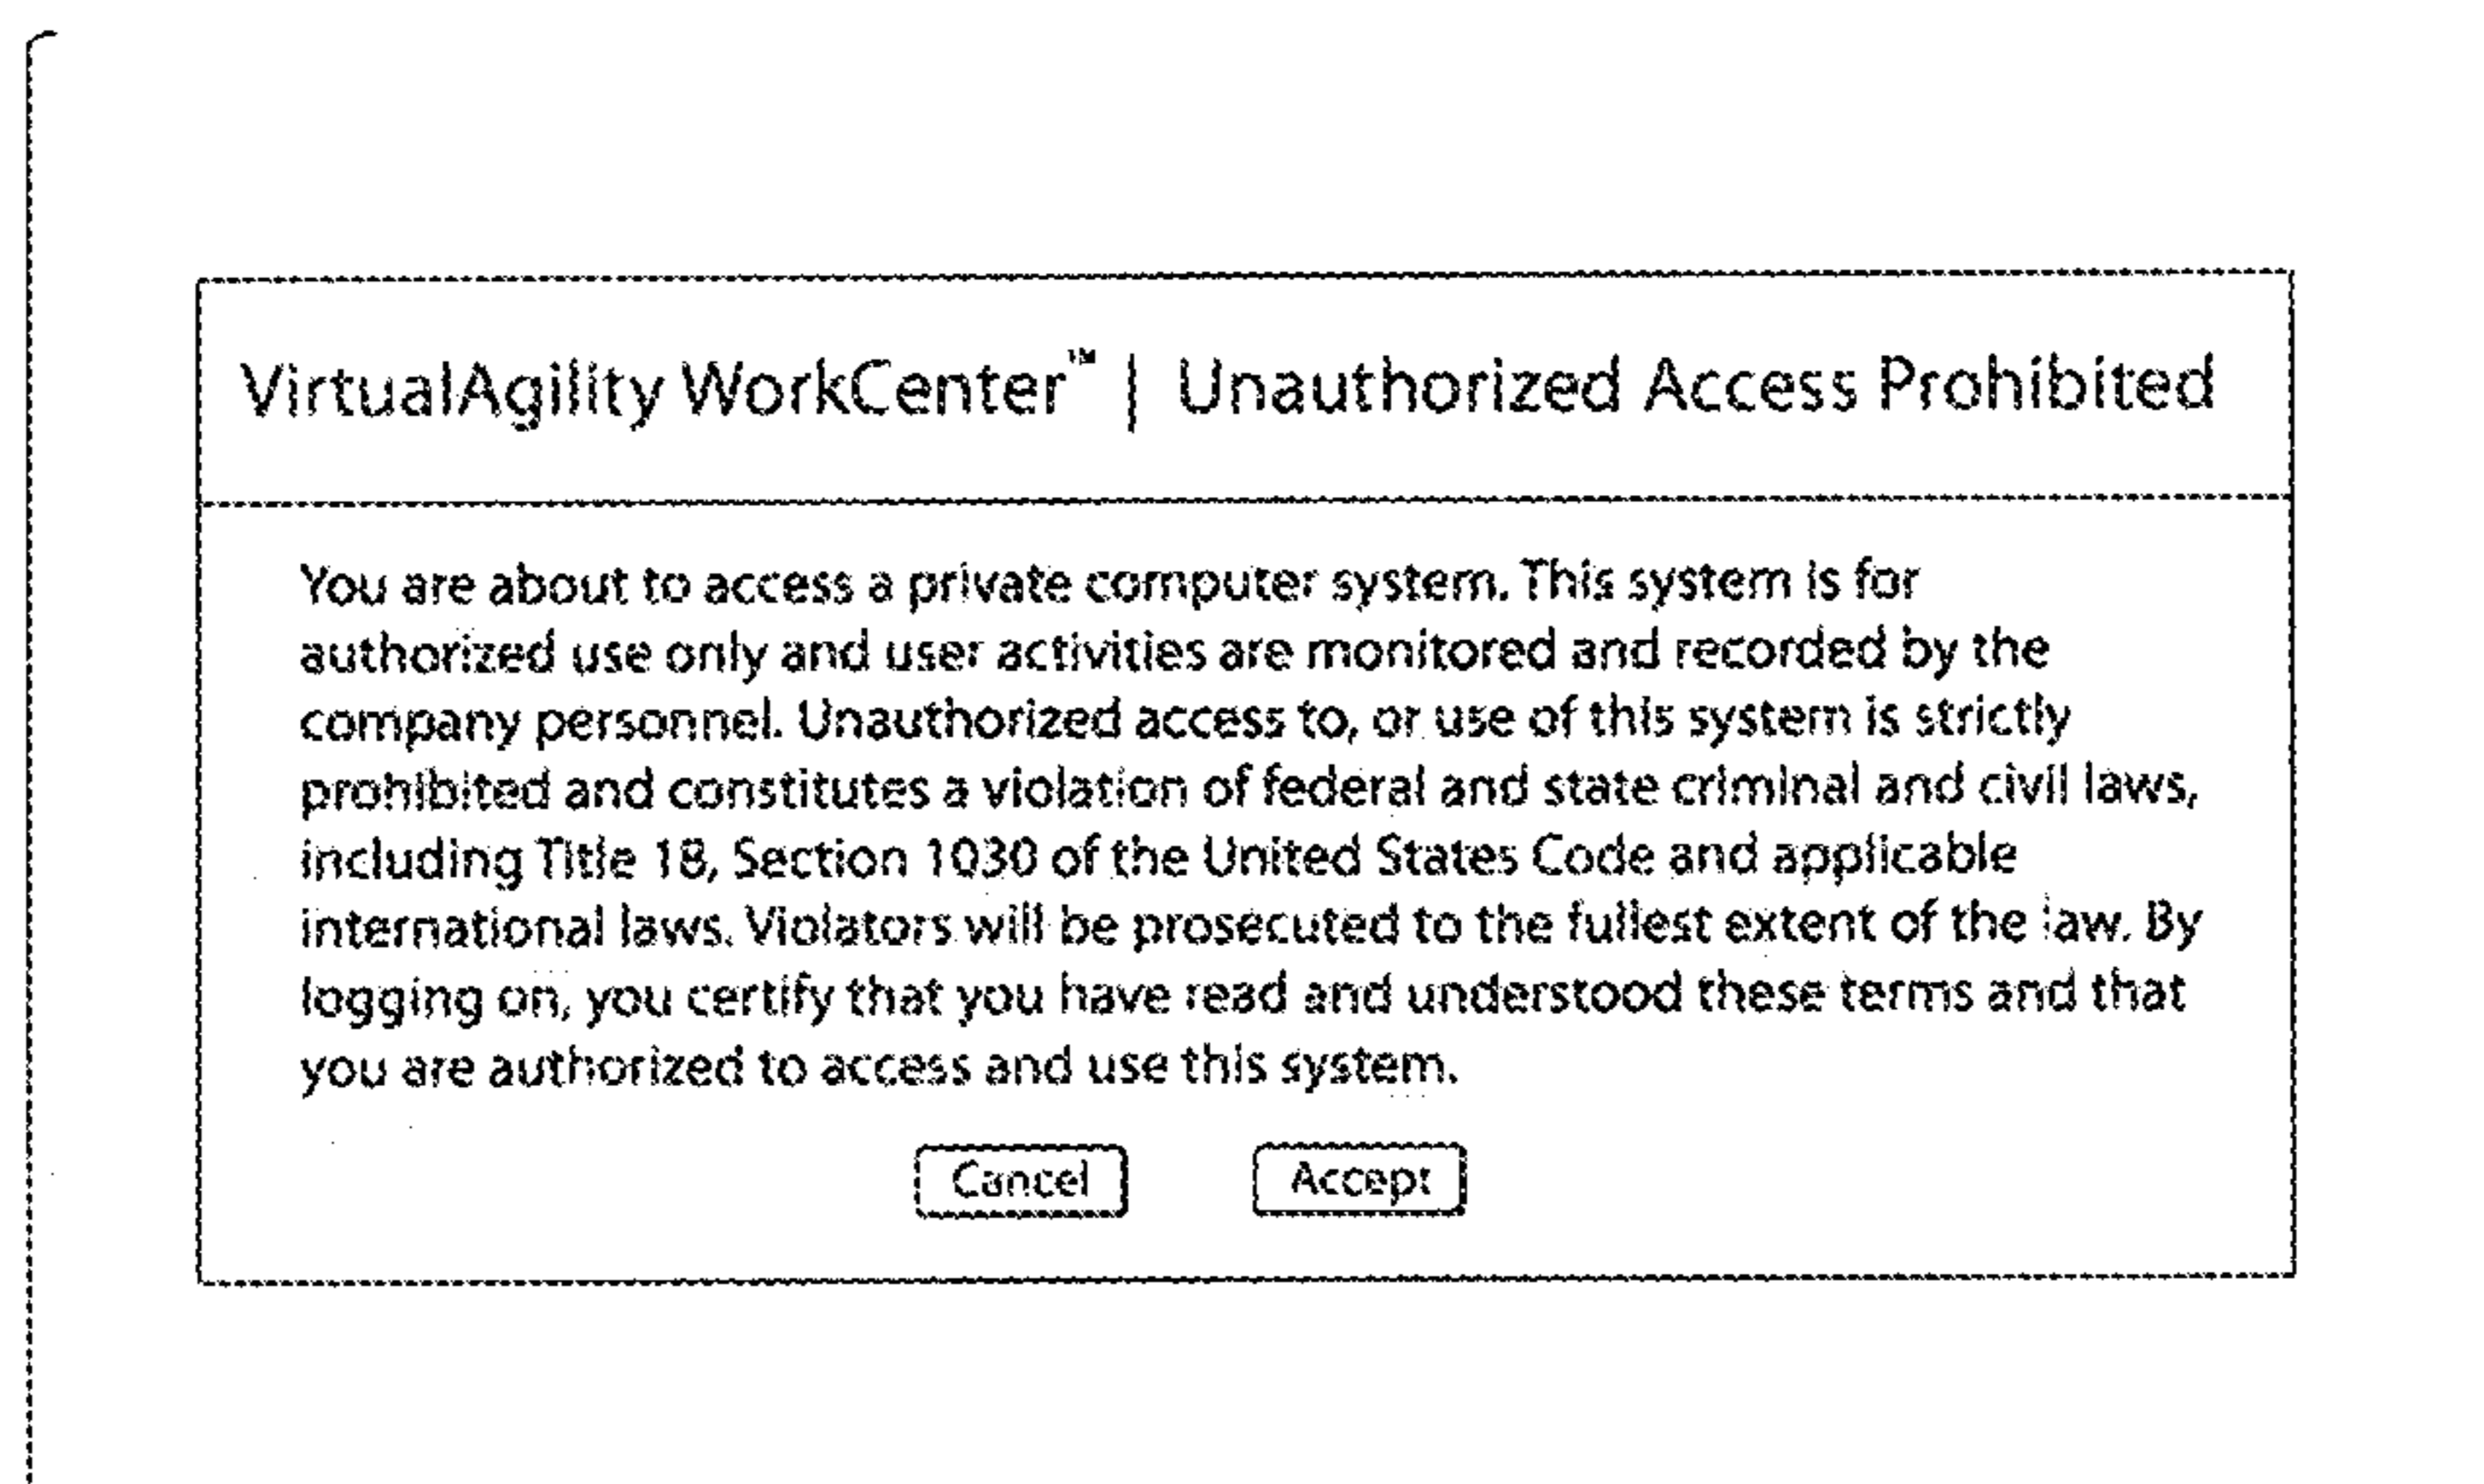 VirtualAgility WorkCenter™ | Unauthorized Access Prohibited
You are about to access a private computer system. This system is for
authorized use only and user activities are monitored and recorded by the
company personnel. Unauthorized access to, or use of this system is strictly
prohibited and constitutes a violation of federal and state criminal and civil laws,
including Title 18, Section 1030 of the United States Code and applicable
international laws. Violators will be prosecuted to the fullest extent of the law. By
logging on, you certify that you have read and understood these terms and that
you are authorized to access and use this system.
Cancel Accept